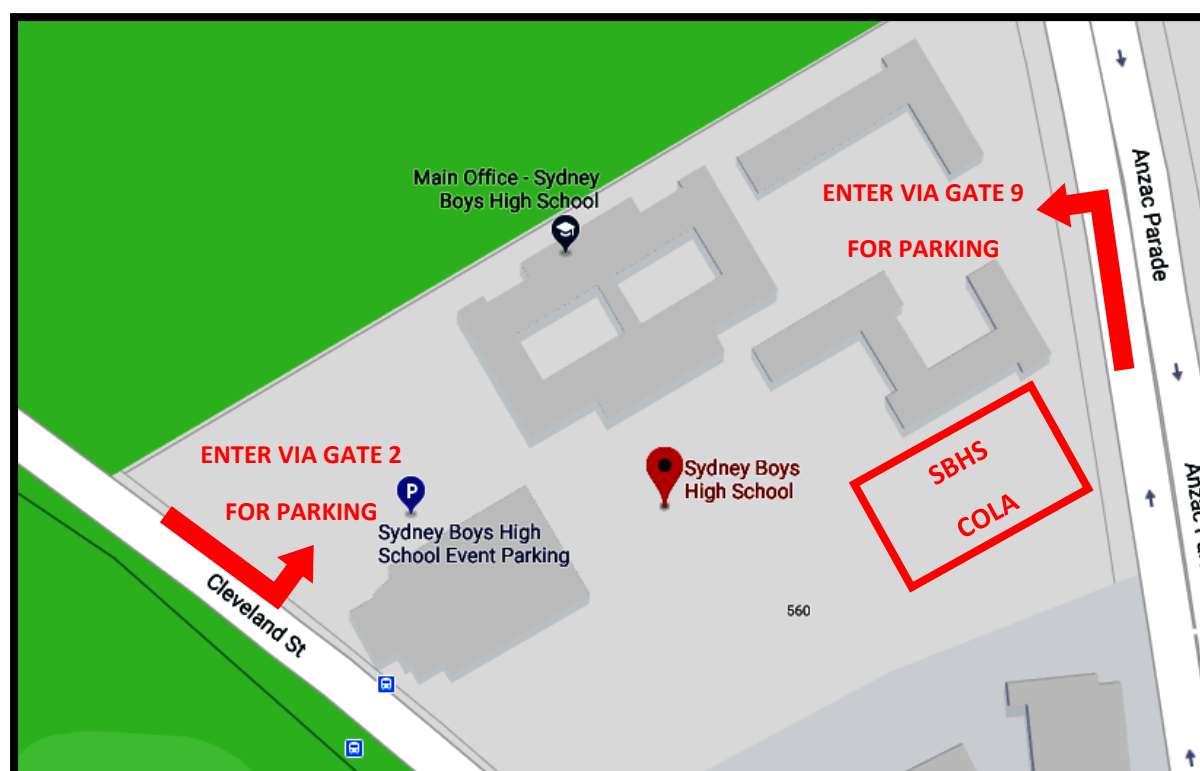 Main Office - Sydney
Boys High School
ENTER VIA GATE 9
FOR PARKING
Anzac Parade
ENTER VIA GATE 2
FOR PARKING
P
Sydney Boys High
School Event Parking
Sydney Boys
High School
SBHS
COLA
Anzac
Cleveland St
560